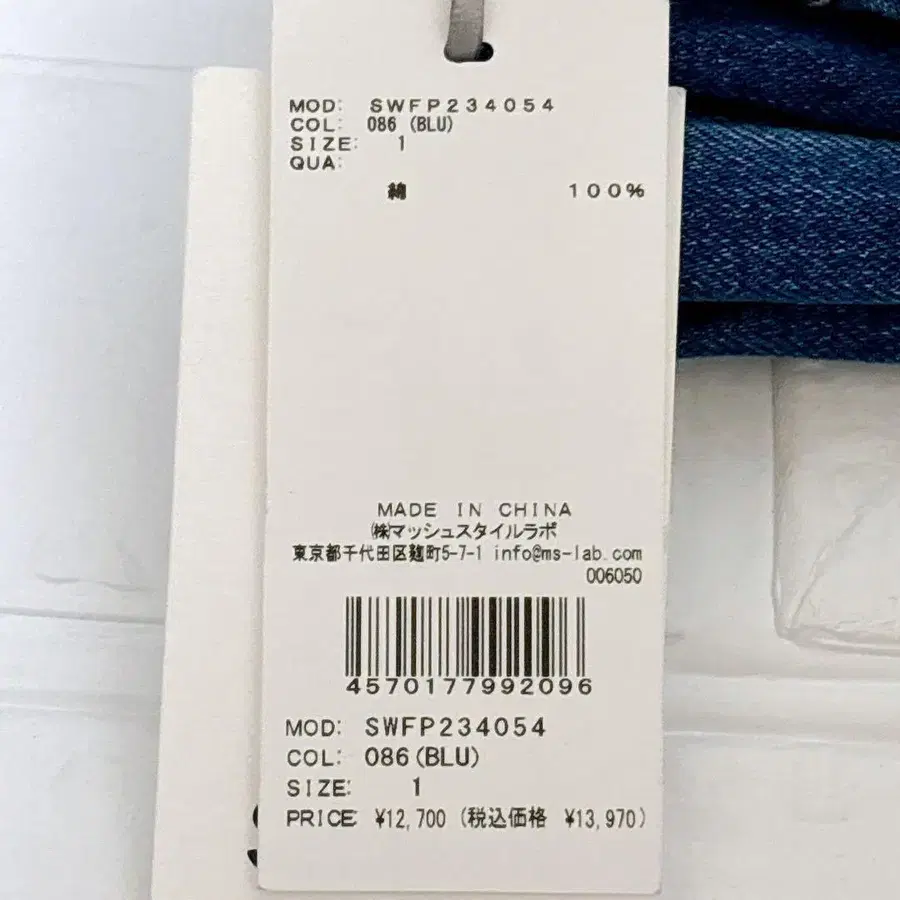 MOD: SWFP234054
COL: 086 (BLU)
SIZE: 1
QUA:
綿 100%
MADE IN CHINA
㈱マッシュスタイルラボ
東京都千代田区麹町5-7-1 info@ms-lab.com
006050
4570177992096
MOD: SWFP234054
COL: 086(BLU)
SIZE: 1
PRICE: ¥12,700 (税込価格 ¥13,970)